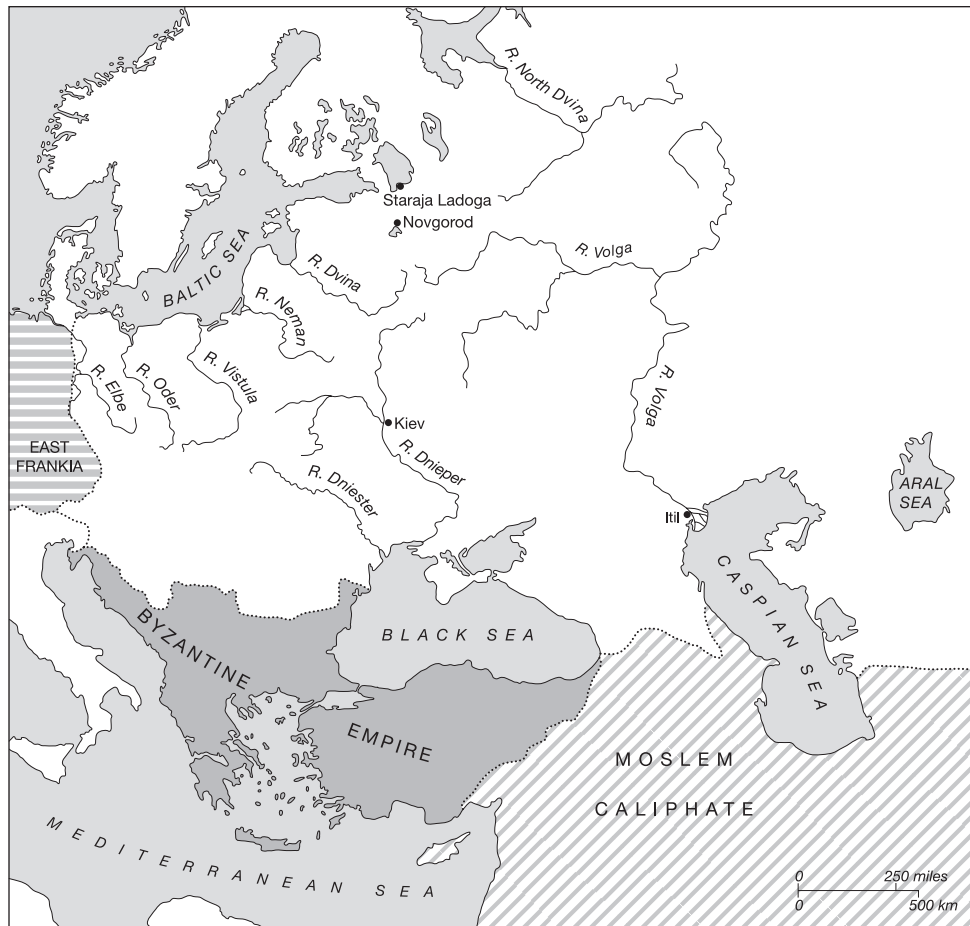 R. North Dvina
Staraja Ladoga
Novgorod
R. Volga
BALTIC SEA
R. Dvina
R. Neman
R. Vistula
R. Oder
R. Elbe
R. Volga
Kiev
EAST
FRANKIA
R. Dnieper
R. Dniester
ARAL
SEA
Itil
CASPIAN SEA
BYZANTINE
BLACK SEA
EMPIRE
MOSLEM
CALIPHATE
MEDITERRANEAN SEA
0 250 miles
0 500 km